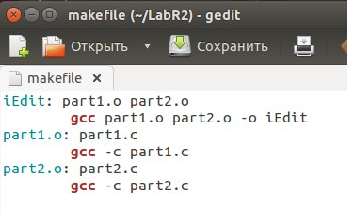 makefile (~/LabR2) - gedit
Открыть Сохранить
makefile
iEdit: part1.o part2.o
gcc part1.o part2.o -o iEdit
part1.o: part1.c
gcc -c part1.c
part2.o: part2.c
gcc -c part2.c